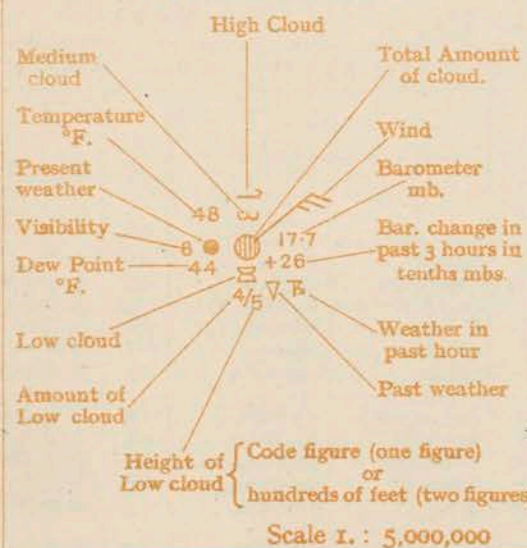 High Cloud
Medium
cloud
Total Amount
of cloud.
Temperature
°F.
Wind
Present
weather
Barometer
mb.
48
Visibility
6
17.7
Bar. change in
past 3 hours in
tenths mbs.
Dew Point
°F.
44
+26
4/5
Low cloud
Weather in
past hour
Amount of
Low cloud
Past weather
Height of
Low cloud
Code figure (one figure)
or
hundreds of feet (two figures
Scale 1. : 5,000,000